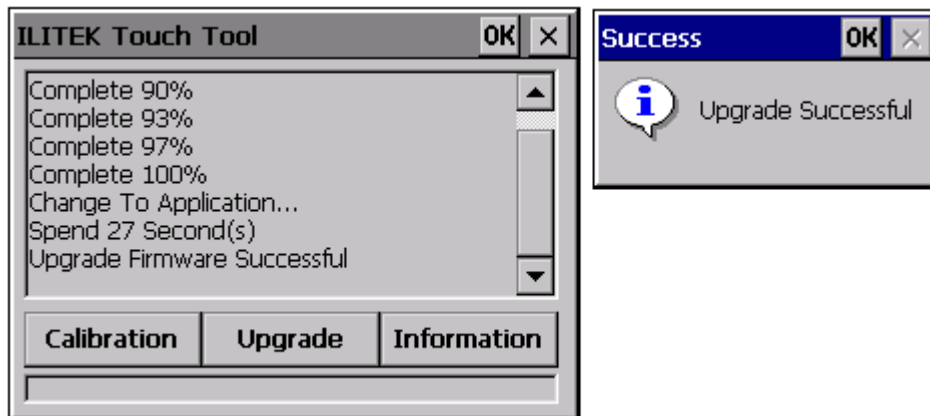 ILITEK Touch Tool OK ×
Complete 90%
Complete 93%
Complete 97%
Complete 100%
Change To Application...
Spend 27 Second(s)
Upgrade Firmware Successful
Calibration Upgrade Information
Success OK ×
i
Upgrade Successful